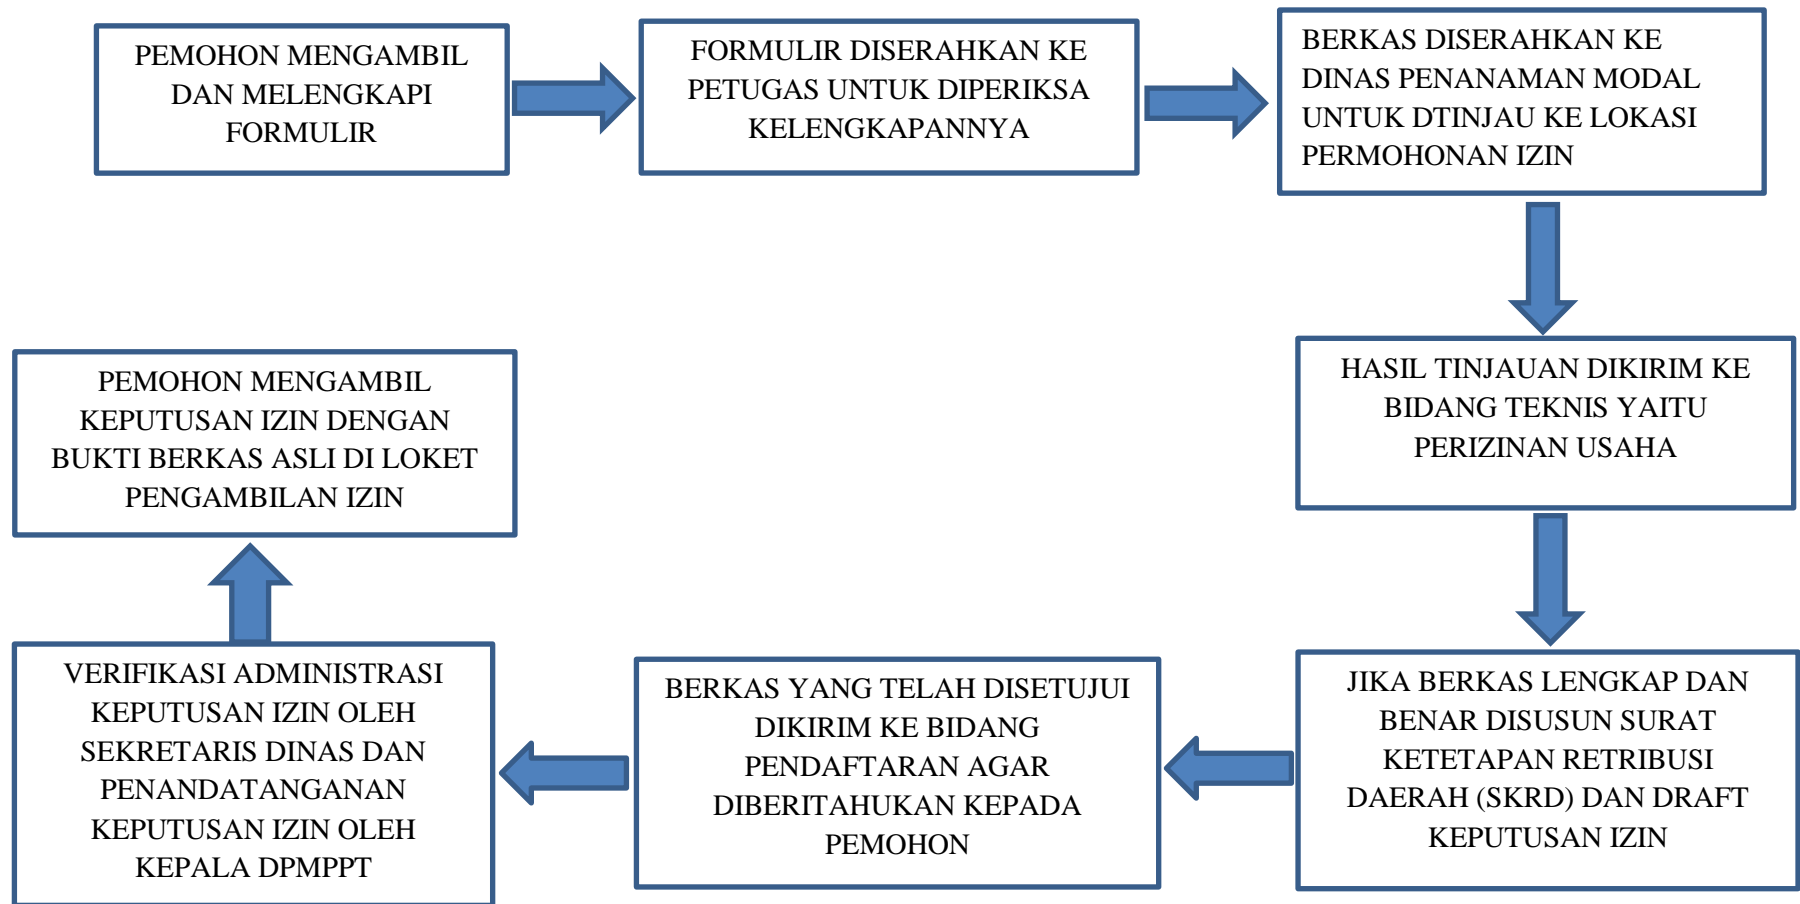 PEMOHON MENGAMBIL
DAN MELENGKAPI
FORMULIR
FORMULIR DISERAHKAN KE
PETUGAS UNTUK DIPERIKSA
KELENGKAPANNYA
BERKAS DISERAHKAN KE
DINAS PENANAMAN MODAL
UNTUK DTINJAU KE LOKASI
PERMOHONAN IZIN
HASIL TINJAUAN DIKIRIM KE
BIDANG TEKNIS YAITU
PERIZINAN USAHA
JIKA BERKAS LENGKAP DAN
BENAR DISUSUN SURAT
KETETAPAN RETRIBUSI
DAERAH (SKRD) DAN DRAFT
KEPUTUSAN IZIN
BERKAS YANG TELAH DISETUJUI
DIKIRIM KE BIDANG
PENDAFTARAN AGAR
DIBERITAHUKAN KEPADA
PEMOHON
VERIFIKASI ADMINISTRASI
KEPUTUSAN IZIN OLEH
SEKRETARIS DINAS DAN
PENANDATANGANAN
KEPUTUSAN IZIN OLEH
KEPALA DPMPPT
PEMOHON MENGAMBIL
KEPUTUSAN IZIN DENGAN
BUKTI BERKAS ASLI DI LOKET
PENGAMBILAN IZIN